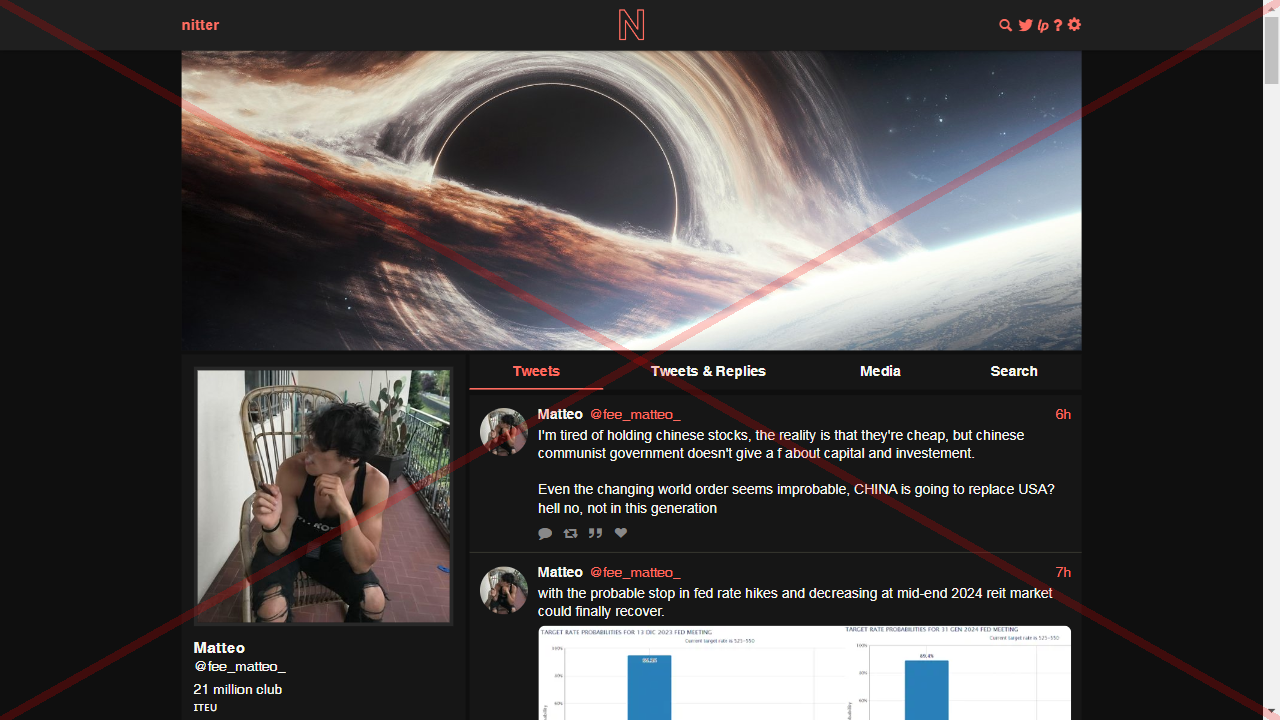 nitter
N
lp ?
Tweets
Tweets & Replies
Media
Search
Matteo @fee_matteo_ 6h
I'm tired of holding chinese stocks, the reality is that they're cheap, but chinese
communist government doesn't give a f about capital and investement.
Even the changing world order seems improbable, CHINA is going to replace USA?
hell no, not in this generation
Matteo @fee_matteo_ 7h
with the probable stop in fed rate hikes and decreasing at mid-end 2024 reit market
could finally recover.
TARGET RATE PROBABILITIES FOR 13 DIC 2023 FED MEETING
Current target rate is 525-550
100%
80%
60%
TARGET RATE PROBABILITIES FOR 31 GEN 2024 FED MEETING
Current target rate is 525-550
100%
89.4%
80%
60%
Matteo
@fee_matteo_
21 million club
ITEU